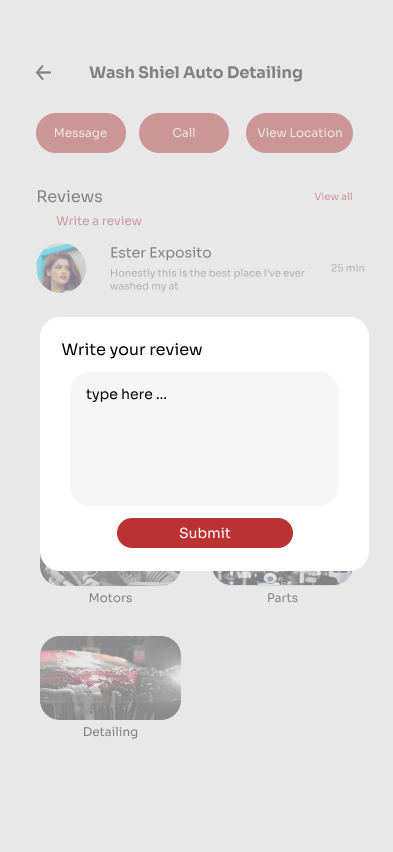 Wash Shiel Auto Detailing
Message
Call
View Location
Reviews
View all
Write a review
Ester Exposito
Honestly this is the best place I've ever
washed my at
25 min
Write your review
type here ...
Submit
Motors
Parts
Detailing